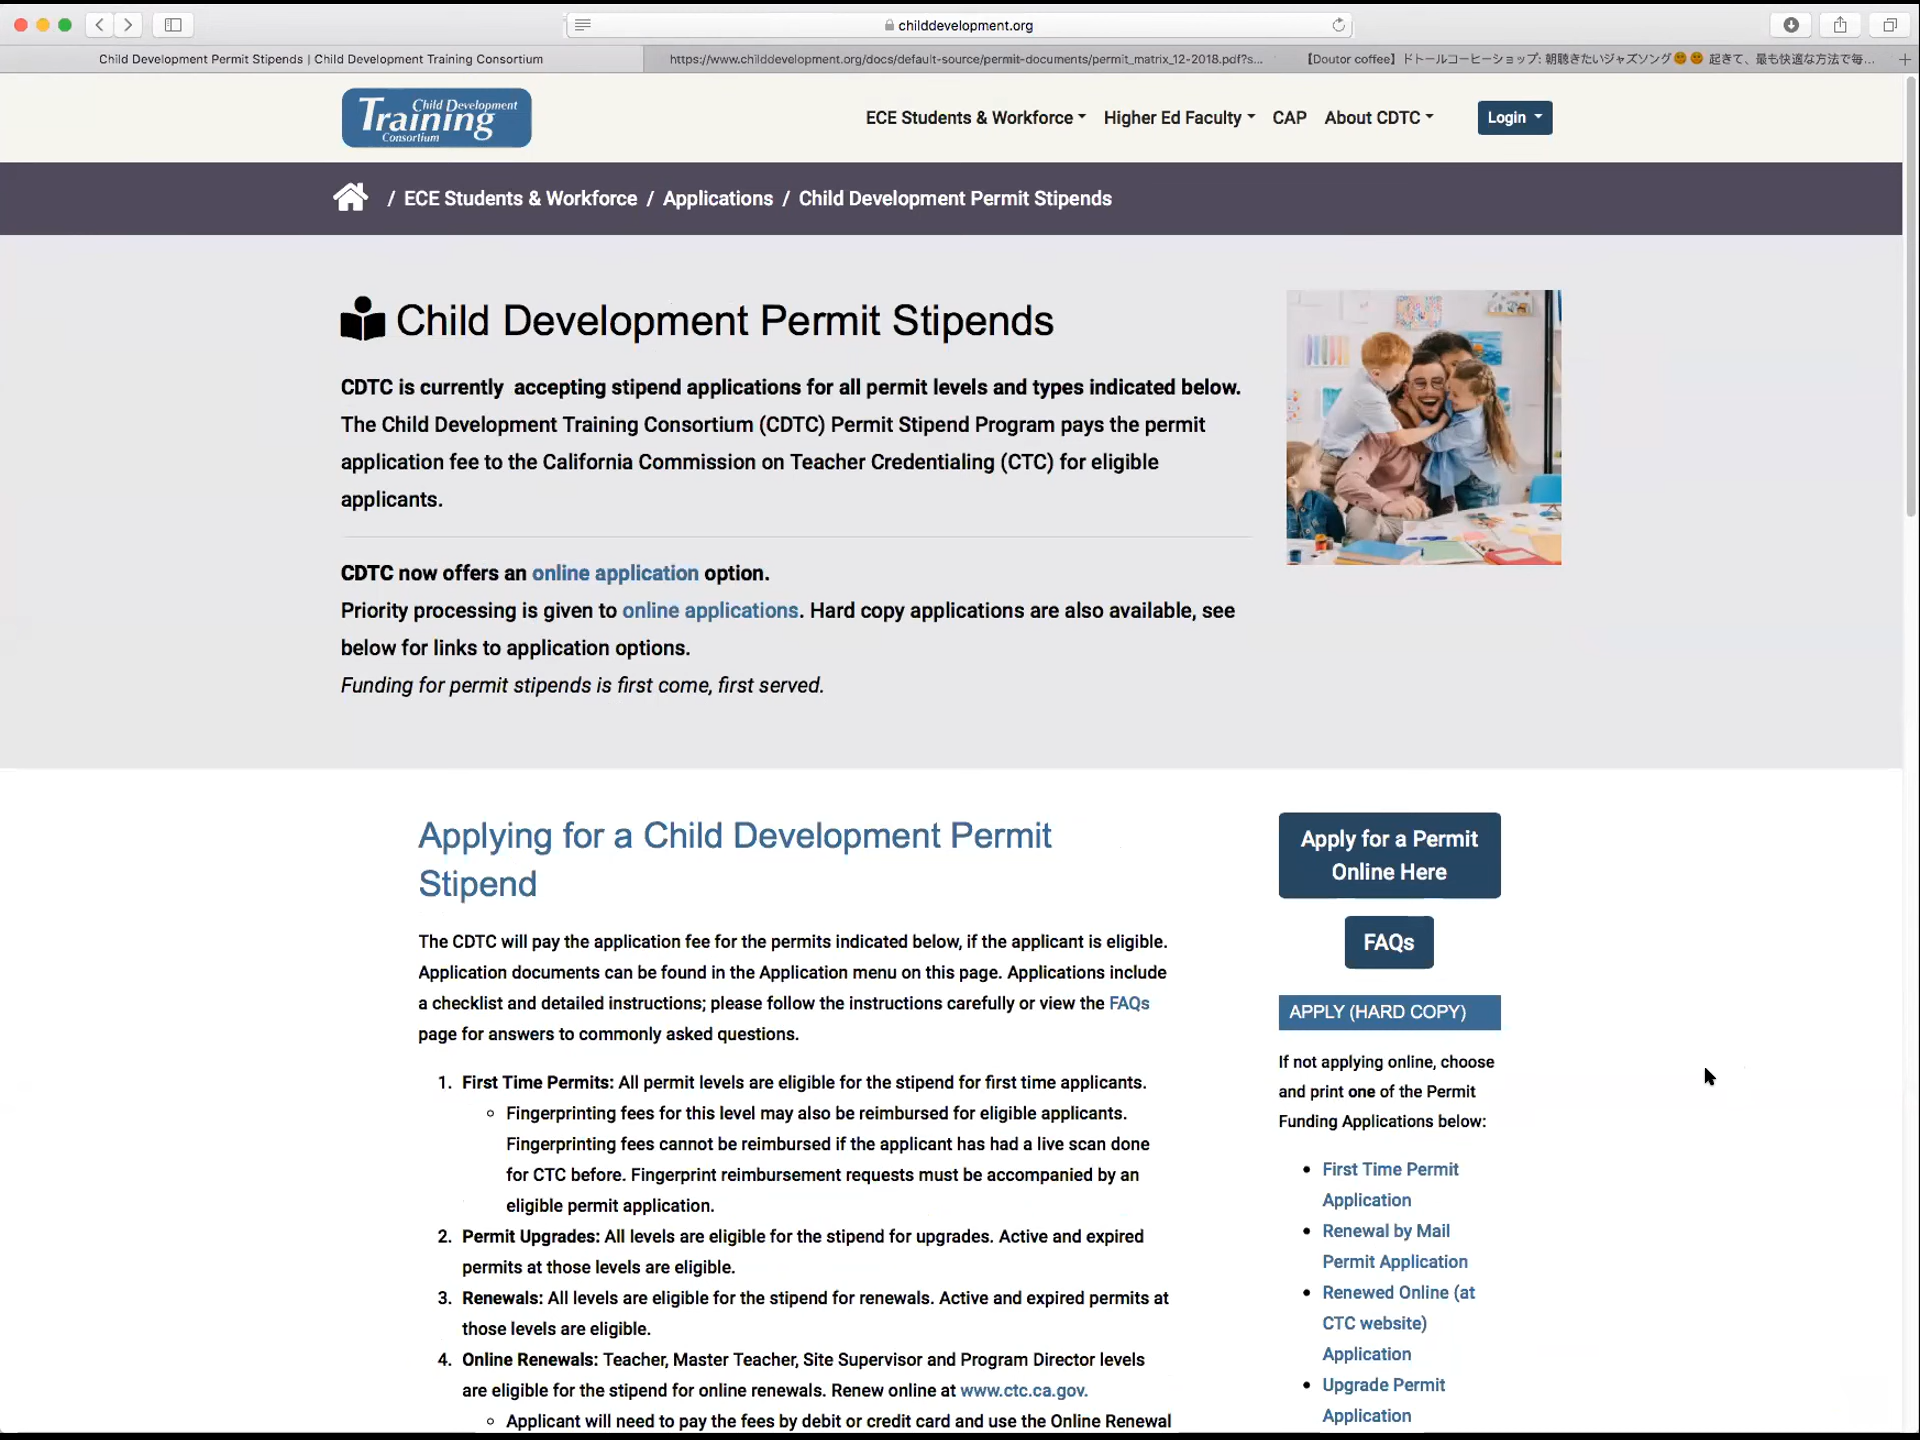 childdevelopment.org
Child Development Permit Stipends | Child Development Training Consortium
https://www.childdevelopment.org/docs/default-source/permit-documents/permit_matrix_12-2018.pdf?s...
【Doutor coffee】ドトールコーヒーショップ: 朝聴きたいジャズソング😊😊 起きて、最も快適な方法で毎...
Child Development
Training
Consortium
ECE Students & Workforce
Higher Ed Faculty
CAP
About CDTC
Login
/ ECE Students & Workforce / Applications / Child Development Permit Stipends
Child Development Permit Stipends
CDTC is currently accepting stipend applications for all permit levels and types indicated below.
The Child Development Training Consortium (CDTC) Permit Stipend Program pays the permit
application fee to the California Commission on Teacher Credentialing (CTC) for eligible
applicants.
CDTC now offers an online application option.
Priority processing is given to online applications. Hard copy applications are also available, see
below for links to application options.
Funding for permit stipends is first come, first served.
Applying for a Child Development Permit
Stipend
The CDTC will pay the application fee for the permits indicated below, if the applicant is eligible.
Application documents can be found in the Application menu on this page. Applications include
a checklist and detailed instructions; please follow the instructions carefully or view the FAQs
page for answers to commonly asked questions.
1. First Time Permits: All permit levels are eligible for the stipend for first time applicants.
Fingerprinting fees for this level may also be reimbursed for eligible applicants.
Fingerprinting fees cannot be reimbursed if the applicant has had a live scan done
for CTC before. Fingerprint reimbursement requests must be accompanied by an
eligible permit application.
2. Permit Upgrades: All levels are eligible for the stipend for upgrades. Active and expired
permits at those levels are eligible.
3. Renewals: All levels are eligible for the stipend for renewals. Active and expired permits at
those levels are eligible.
4. Online Renewals: Teacher, Master Teacher, Site Supervisor and Program Director levels
are eligible for the stipend for online renewals. Renew online at www.ctc.ca.gov.
Applicant will need to pay the fees by debit or credit card and use the Online Renewal
Apply for a Permit
Online Here
FAQs
APPLY (HARD COPY)
If not applying online, choose
and print one of the Permit
Funding Applications below:
First Time Permit
Application
Renewal by Mail
Permit Application
Renewed Online (at
CTC website)
Application
Upgrade Permit
Application